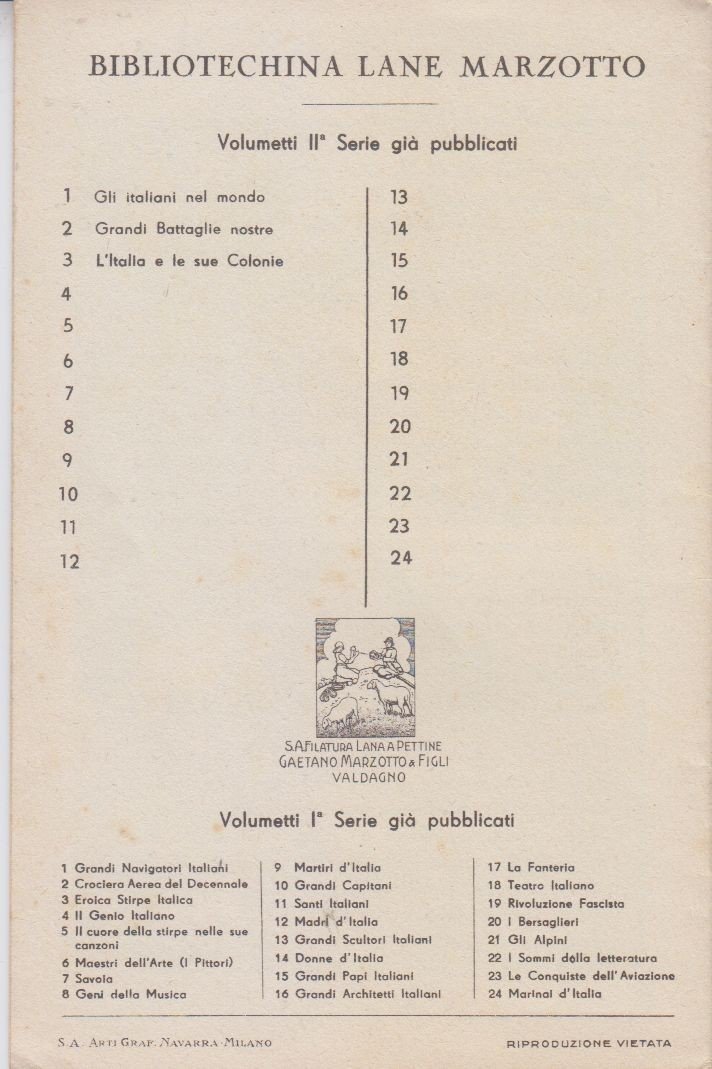 BIBLIOTECHINA LANE MARZOTTO
Volumetti IIª Serie già pubblicati
1 Gli italiani nel mondo
2 Grandi Battaglie nostre
3 L'Italia e le sue Colonie
4
5
6
7
8
9
10
11
12
13
14
15
16
17
18
19
20
21
22
23
24
S.A. FILATURA LANA A PETTINE
GAETANO MARZOTTO & FIGLI
VALDAGNO
Volumetti Iª Serie già pubblicati
1 Grandi Navigatori Italiani
2 Crociera Aerea del Decennale
3 Eroica Stirpe Italica
4 Il Genio Italiano
5 Il cuore della stirpe nelle sue
canzoni
6 Maestri dell'Arte (I Pittori)
7 Savoia
8 Geni della Musica
9 Martiri d'Italia
10 Grandi Capitani
11 Santi Italiani
12 Madri d'Italia
13 Grandi Scultori Italiani
14 Donne d'Italia
15 Grandi Papi Italiani
16 Grandi Architetti Italiani
17 La Fanteria
18 Teatro Italiano
19 Rivoluzione Fascista
20 I Bersaglieri
21 Gli Alpini
22 I Sommi della letteratura
23 Le Conquiste dell'Aviazione
24 Marinai d'Italia
S. A. ARTI GRAF. NAVARRA - MILANO
RIPRODUZIONE VIETATA